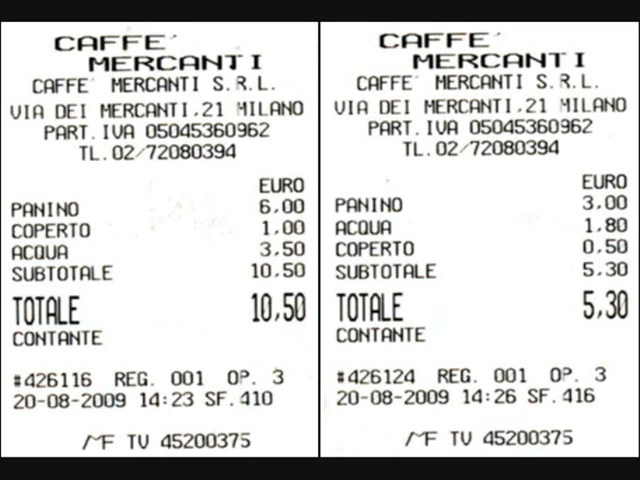 CAFFE´
MERCANTI
CAFFE´ MERCANTI S.R.L.
VIA DEI MERCANTI,21 MILANO
PART.IVA 05045360962
TL.02/72080394
EURO
PANINO 6,00
COPERTO 1,00
ACQUA 3,50
SUBTOTALE 10,50
TOTALE 10,50
CONTANTE
#426116 REG. 001 OP. 3
20-08-2009 14:23 SF.410
MF TV 45200375
CAFFE´
MERCANTI
CAFFE´ MERCANTI S.R.L.
VIA DEI MERCANTI,21 MILANO
PART.IVA 05045360962
TL.02/72080394
EURO
PANINO 3,00
ACQUA 1,80
COPERTO 0,50
SUBTOTALE 5,30
TOTALE 5,30
CONTANTE
#426124 REG. 001 OP. 3
20-08-2009 14:26 SF.416
MF TV 45200375